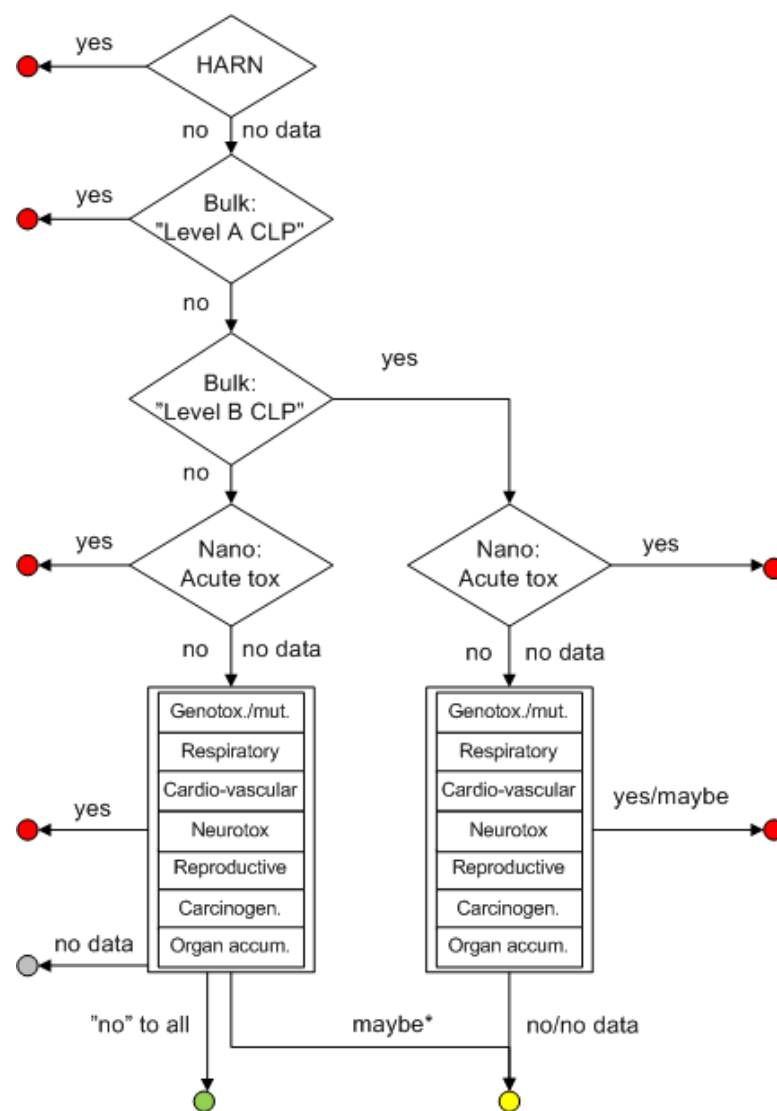 yes
HARN
no
no data
yes
Bulk:
"Level A CLP"
no
Bulk:
"Level B CLP"
yes
no
yes
Nano:
Acute tox
Nano:
Acute tox
yes
no
no data
no
no data
Genotox./mut.
Respiratory
Cardio-vascular
Neurotox
Reproductive
Carcinogen.
Organ accum.
Genotox./mut.
Respiratory
Cardio-vascular
Neurotox
Reproductive
Carcinogen.
Organ accum.
yes
yes/maybe
no data
"no" to all
maybe*
no/no data